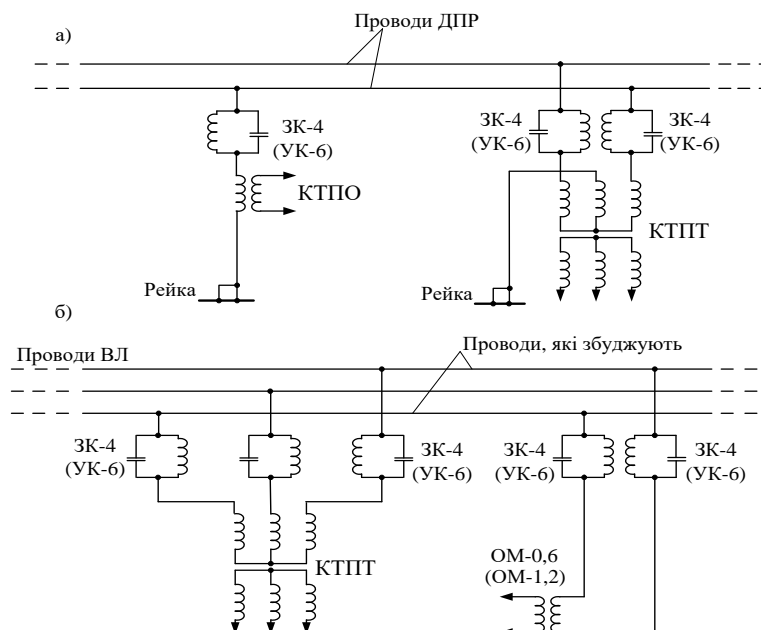 а)
Проводи ДПР
ЗК-4
(УК-6)
ЗК-4
(УК-6)
ЗК-4
(УК-6)
КТПО
КТПТ
Рейка
Рейка
б)
Проводи ВЛ
Проводи, які збуджують
ЗК-4
(УК-6)
ЗК-4
(УК-6)
ЗК-4
(УК-6)
ЗК-4
(УК-6)
КТПТ
ОМ-0,6
(ОМ-1,2)